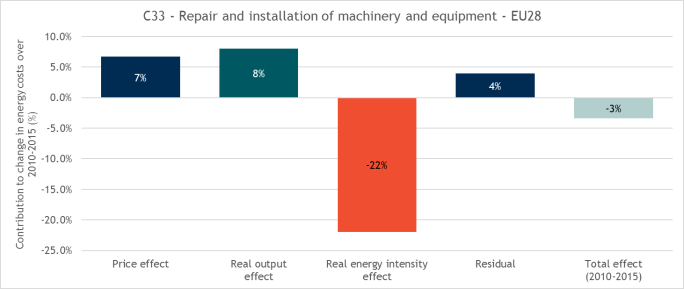 C33 - Repair and installation of machinery and equipment - EU28
Contribution to change in energy costs over
2010-2015 (%)
10.0%
5.0%
0.0%
-5.0%
-10.0%
-15.0%
-20.0%
-25.0%
7%
8%
-22%
4%
-3%
Price effect
Real output
effect
Real energy intensity
effect
Residual
Total effect
(2010-2015)